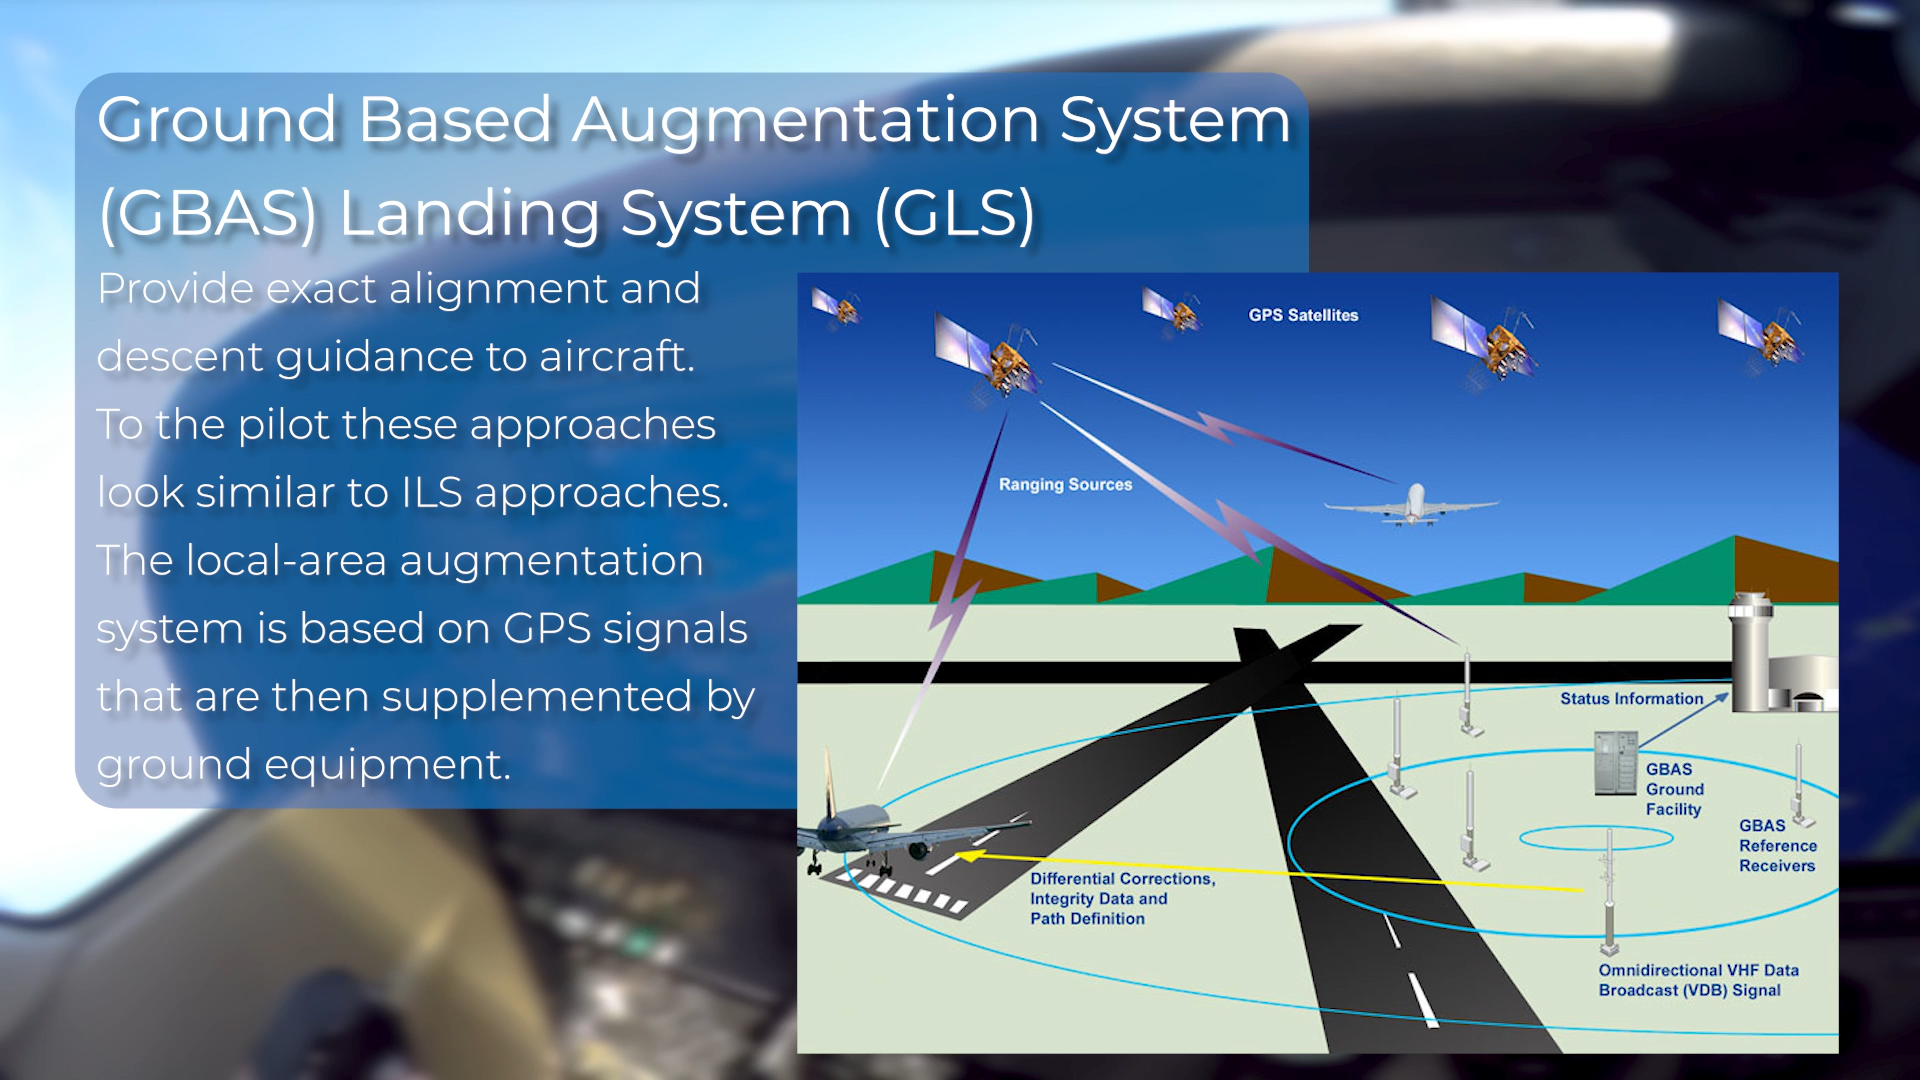 Ground Based Augmentation System
(GBAS) Landing System (GLS)
Provide exact alignment and
descent guidance to aircraft.
To the pilot these approaches
look similar to ILS approaches.
The local-area augmentation
system is based on GPS signals
that are then supplemented by
ground equipment.
GPS Satellites
Ranging Sources
Status Information
GBAS
Ground
Facility
GBAS
Reference
Receivers
Differential Corrections,
Integrity Data and
Path Definition
Omnidirectional VHF Data
Broadcast (VDB) Signal